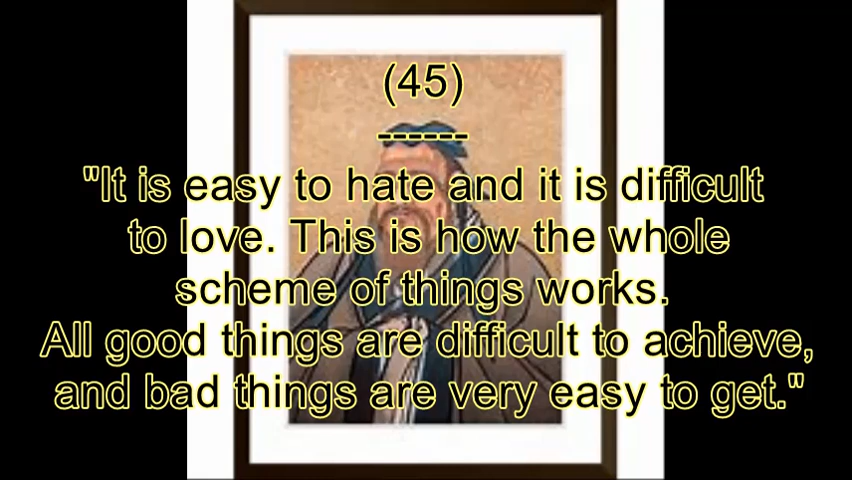 (45)
------
"It is easy to hate and it is difficult
to love. This is how the whole
scheme of things works.
All good things are difficult to achieve,
and bad things are very easy to get."